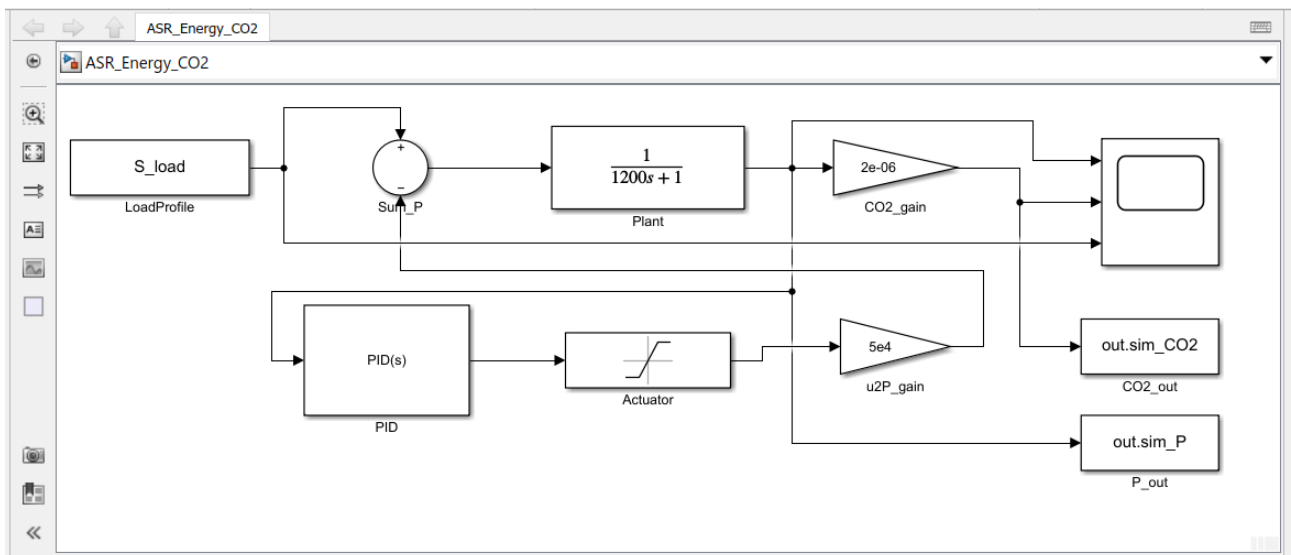 ASR_Energy_CO2
ASR_Energy_CO2
S_load
LoadProfile
+
−
Sum_P
1
1200s + 1
Plant
2e-06
CO2_gain
PID(s)
PID
Actuator
5e4
u2P_gain
out.sim_CO2
CO2_out
out.sim_P
P_out